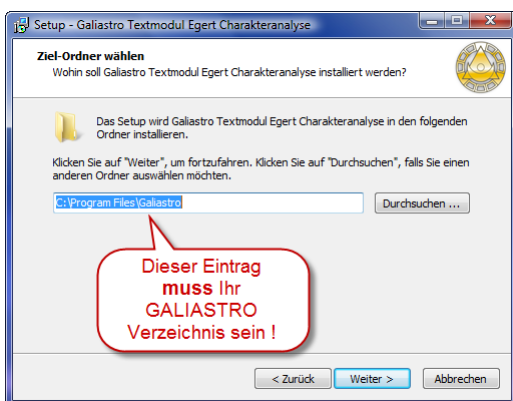 Setup - Galiastro Textmodul Egert Charakteranalyse
Ziel-Ordner wählen
Wohin soll Galiastro Textmodul Egert Charakteranalyse installiert werden?
Das Setup wird Galiastro Textmodul Egert Charakteranalyse in den folgenden
Ordner installieren.
Klicken Sie auf "Weiter", um fortzufahren. Klicken Sie auf "Durchsuchen", falls Sie einen
anderen Ordner auswählen möchten.
C:\Program Files\Galiastro
Durchsuchen ...
Dieser Eintrag
muss Ihr
GALIASTRO
Verzeichnis sein !
< Zurück
Weiter >
Abbrechen